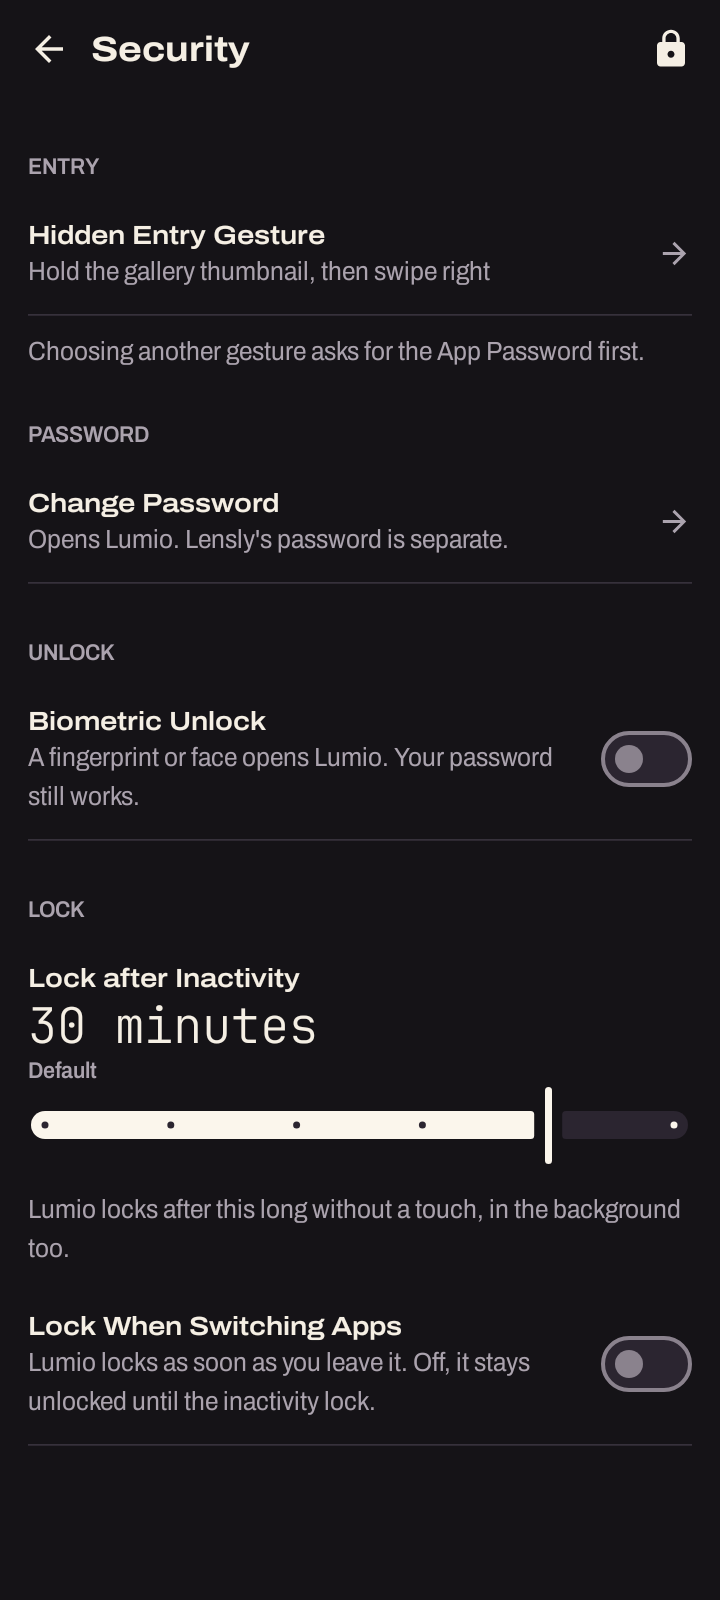 Security
ENTRY
Hidden Entry Gesture
Hold the gallery thumbnail, then swipe right
Choosing another gesture asks for the App Password first.
PASSWORD
Change Password
Opens Lumio. Lensly's password is separate.
UNLOCK
Biometric Unlock
A fingerprint or face opens Lumio. Your password
still works.
LOCK
Lock after Inactivity
30 minutes
Default
Lumio locks after this long without a touch, in the background
too.
Lock When Switching Apps
Lumio locks as soon as you leave it. Off, it stays
unlocked until the inactivity lock.